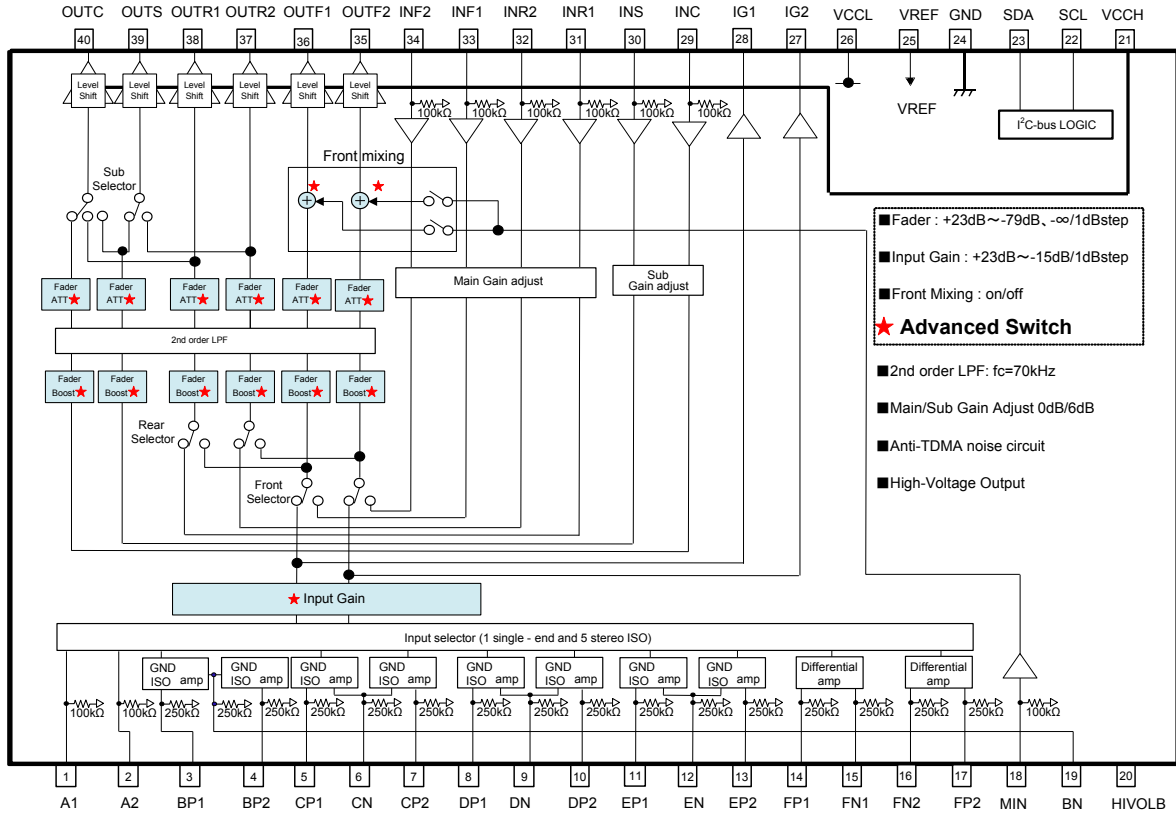 OUTC OUTS OUTR1 OUTR2 OUTF1 OUTF2 INF2 INF1 INR2 INR1 INS INC IG1 IG2 VCCL VREF GND SDA SCL VCCH
40 39 38 37 36 35 34 33 32 31 30 29 28 27 26 25 24 23 22 21
Level Shift
Level Shift
Level Shift
Level Shift
Level Shift
Level Shift
100kΩ 100kΩ 100kΩ 100kΩ 100kΩ 100kΩ
VREF
I²C-bus LOGIC
Front mixing
Sub
Selector
+ +
■Fader : +23dB～-79dB、-∞/1dBstep
■Input Gain : +23dB～-15dB/1dBstep
■Front Mixing : on/off
★ Advanced Switch
■2nd order LPF: fc=70kHz
■Main/Sub Gain Adjust 0dB/6dB
■Anti-TDMA noise circuit
■High-Voltage Output
Main Gain adjust
Sub
Gain adjust
Fader
ATT★
Fader
ATT★
Fader
ATT★
Fader
ATT★
Fader
ATT★
Fader
ATT★
2nd order LPF
Fader
Boost★
Fader
Boost★
Fader
Boost★
Fader
Boost★
Fader
Boost★
Fader
Boost★
Rear
Selector
Front
Selector
★ Input Gain
Input selector (1 single - end and 5 stereo ISO)
GND
ISO amp
GND
ISO amp
GND
ISO amp
GND
ISO amp
GND
ISO amp
GND
ISO amp
GND
ISO amp
GND
ISO amp
Differential
amp
Differential
amp
100kΩ 100kΩ 250kΩ 250kΩ 250kΩ 250kΩ 250kΩ 250kΩ 250kΩ 250kΩ 250kΩ 250kΩ 250kΩ 250kΩ 250kΩ 250kΩ 250kΩ 250kΩ 100kΩ
1 2 3 4 5 6 7 8 9 10 11 12 13 14 15 16 17 18 19 20
A1 A2 BP1 BP2 CP1 CN CP2 DP1 DN DP2 EP1 EN EP2 FP1 FN1 FN2 FP2 MIN BN HIVOLB